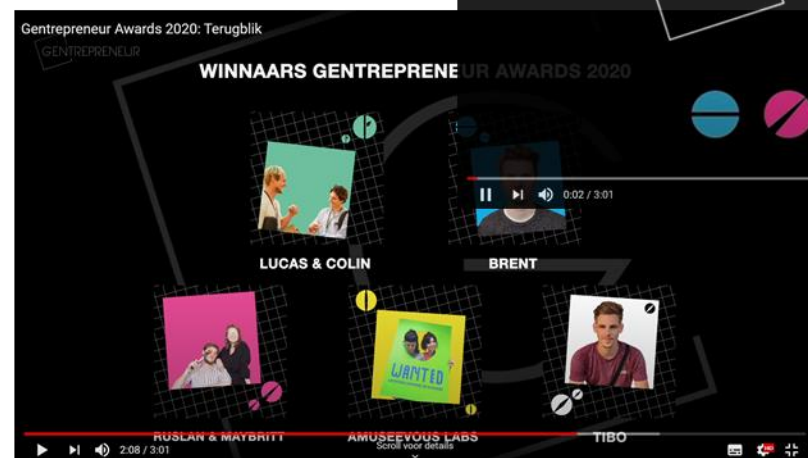 Gentrepreneur Awards 2020: Terugblik
GENTREPRENEUR
WINNAARS GENTREPRENEUR AWARDS 2020
0:02 / 3:01
LUCAS & COLIN
BRENT
WANTED
RUSLAN & MAYBRITT
AMUSEEVOUS LABS
TIBO
2:08 / 3:01
Scroll voor details
HD